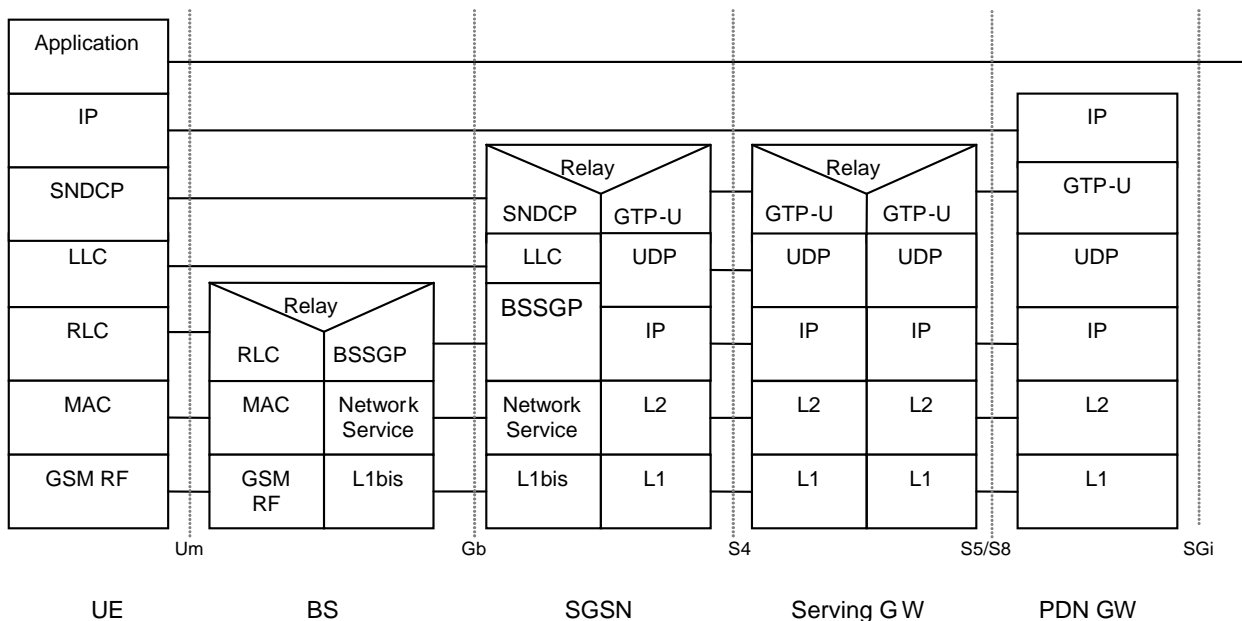 Application
IP
SNDCP
LLC
RLC
MAC
GSM RF
Relay
RLC
BSSGP
MAC
Network
Service
GSM
RF
L1bis
Relay
SNDCP
GTP-U
LLC
UDP
BSSGP
IP
Network
Service
L2
L1bis
L1
Relay
GTP-U
GTP-U
UDP
UDP
IP
IP
L2
L2
L1
L1
IP
GTP-U
UDP
IP
L2
L1
Um
Gb
S4
S5/S8
SGi
UE
BS
SGSN
Serving GW
PDN GW